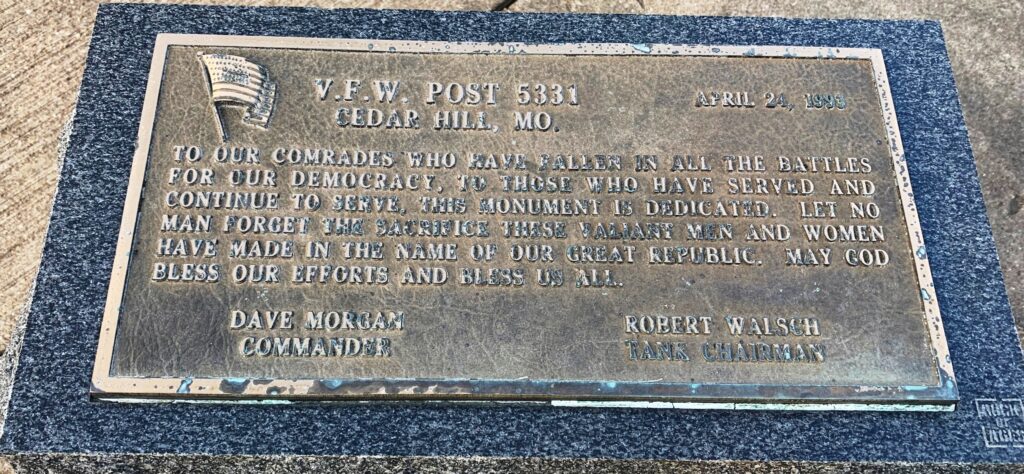 V.F.W. POST 5331
APRIL 24, 1993
CEDAR HILL, MO.
TO OUR COMRADES WHO HAVE FALLEN IN ALL THE BATTLES
FOR OUR DEMOCRACY, TO THOSE WHO HAVE SERVED AND
CONTINUE TO SERVE, THIS MONUMENT IS DEDICATED. LET NO
MAN FORGET THE SACRIFICE THESE VALIANT MEN AND WOMEN
HAVE MADE IN THE NAME OF OUR GREAT REPUBLIC. MAY GOD
BLESS OUR EFFORTS AND BLESS US ALL.
DAVE MORGAN
COMMANDER
ROBERT WALSCH
TANK CHAIRMAN
ROCK
OF
AGES